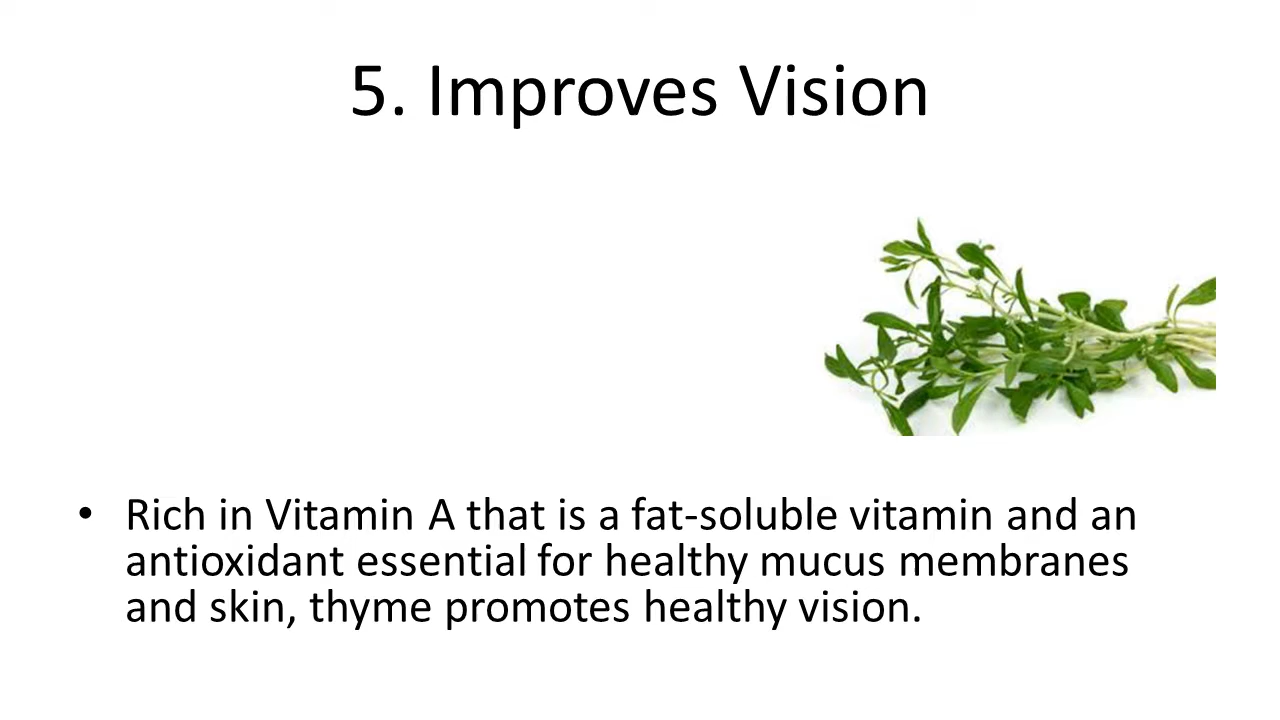 5. Improves Vision
• Rich in Vitamin A that is a fat-soluble vitamin and an
antioxidant essential for healthy mucus membranes
and skin, thyme promotes healthy vision.